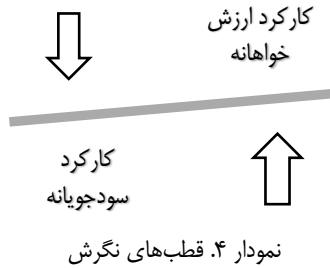 کارکرد ارزش
خواهانه
کارکرد
سودجویانه
نمودار ۴. قطب‌های نگرش